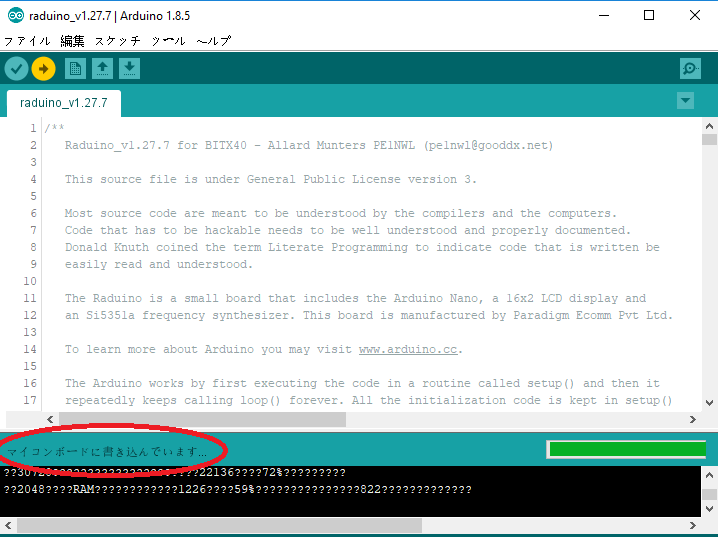 raduino_v1.27.7 | Arduino 1.8.5
ファイル 編集 スケッチ ツール ヘルプ
raduino_v1.27.7
1 /**
2 Raduino_v1.27.7 for BITX40 - Allard Munters PE1NWL (pe1nwl@gooddx.net)
3
4 This source file is under General Public License version 3.
5
6 Most source code are meant to be understood by the compilers and the computers.
7 Code that has to be hackable needs to be well understood and properly documented.
8 Donald Knuth coined the term Literate Programming to indicate code that is written be
9 easily read and understood.
10
11 The Raduino is a small board that includes the Arduino Nano, a 16x2 LCD display and
12 an Si5351a frequency synthesizer. This board is manufactured by Paradigm Ecomm Pvt Ltd.
13
14 To learn more about Arduino you may visit www.arduino.cc.
15
16 The Arduino works by first executing the code in a routine called setup() and then it
17 repeatedly keeps calling loop() forever. All the initialization code is kept in setup()
マイコンボードに書き込んでいます...
????22136????72%?????????
??2048????RAM????????????1226????59%????????????????822?????????????